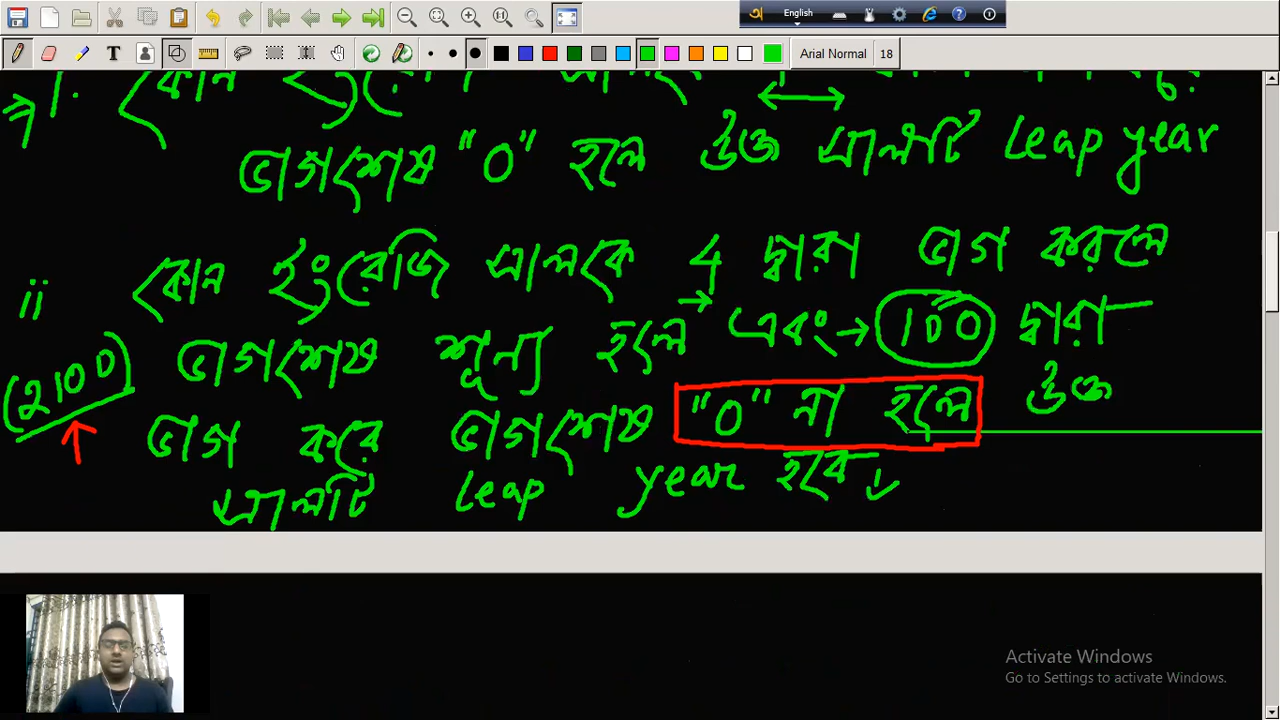 English
Arial Normal 18
⇒ i. কোন
ভাগশেষ "0" হলে উক্ত সালটি Leap year
ii কোন ইংরেজি সালকে 4 দ্বারা ভাগ করলে
ভাগশেষ শূন্য হলে এবং → 100 দ্বারা
(2100)
ভাগ করে ভাগশেষ "0" না হলে উক্ত
সালটি leap year হবে
Activate Windows
Go to Settings to activate Windows.